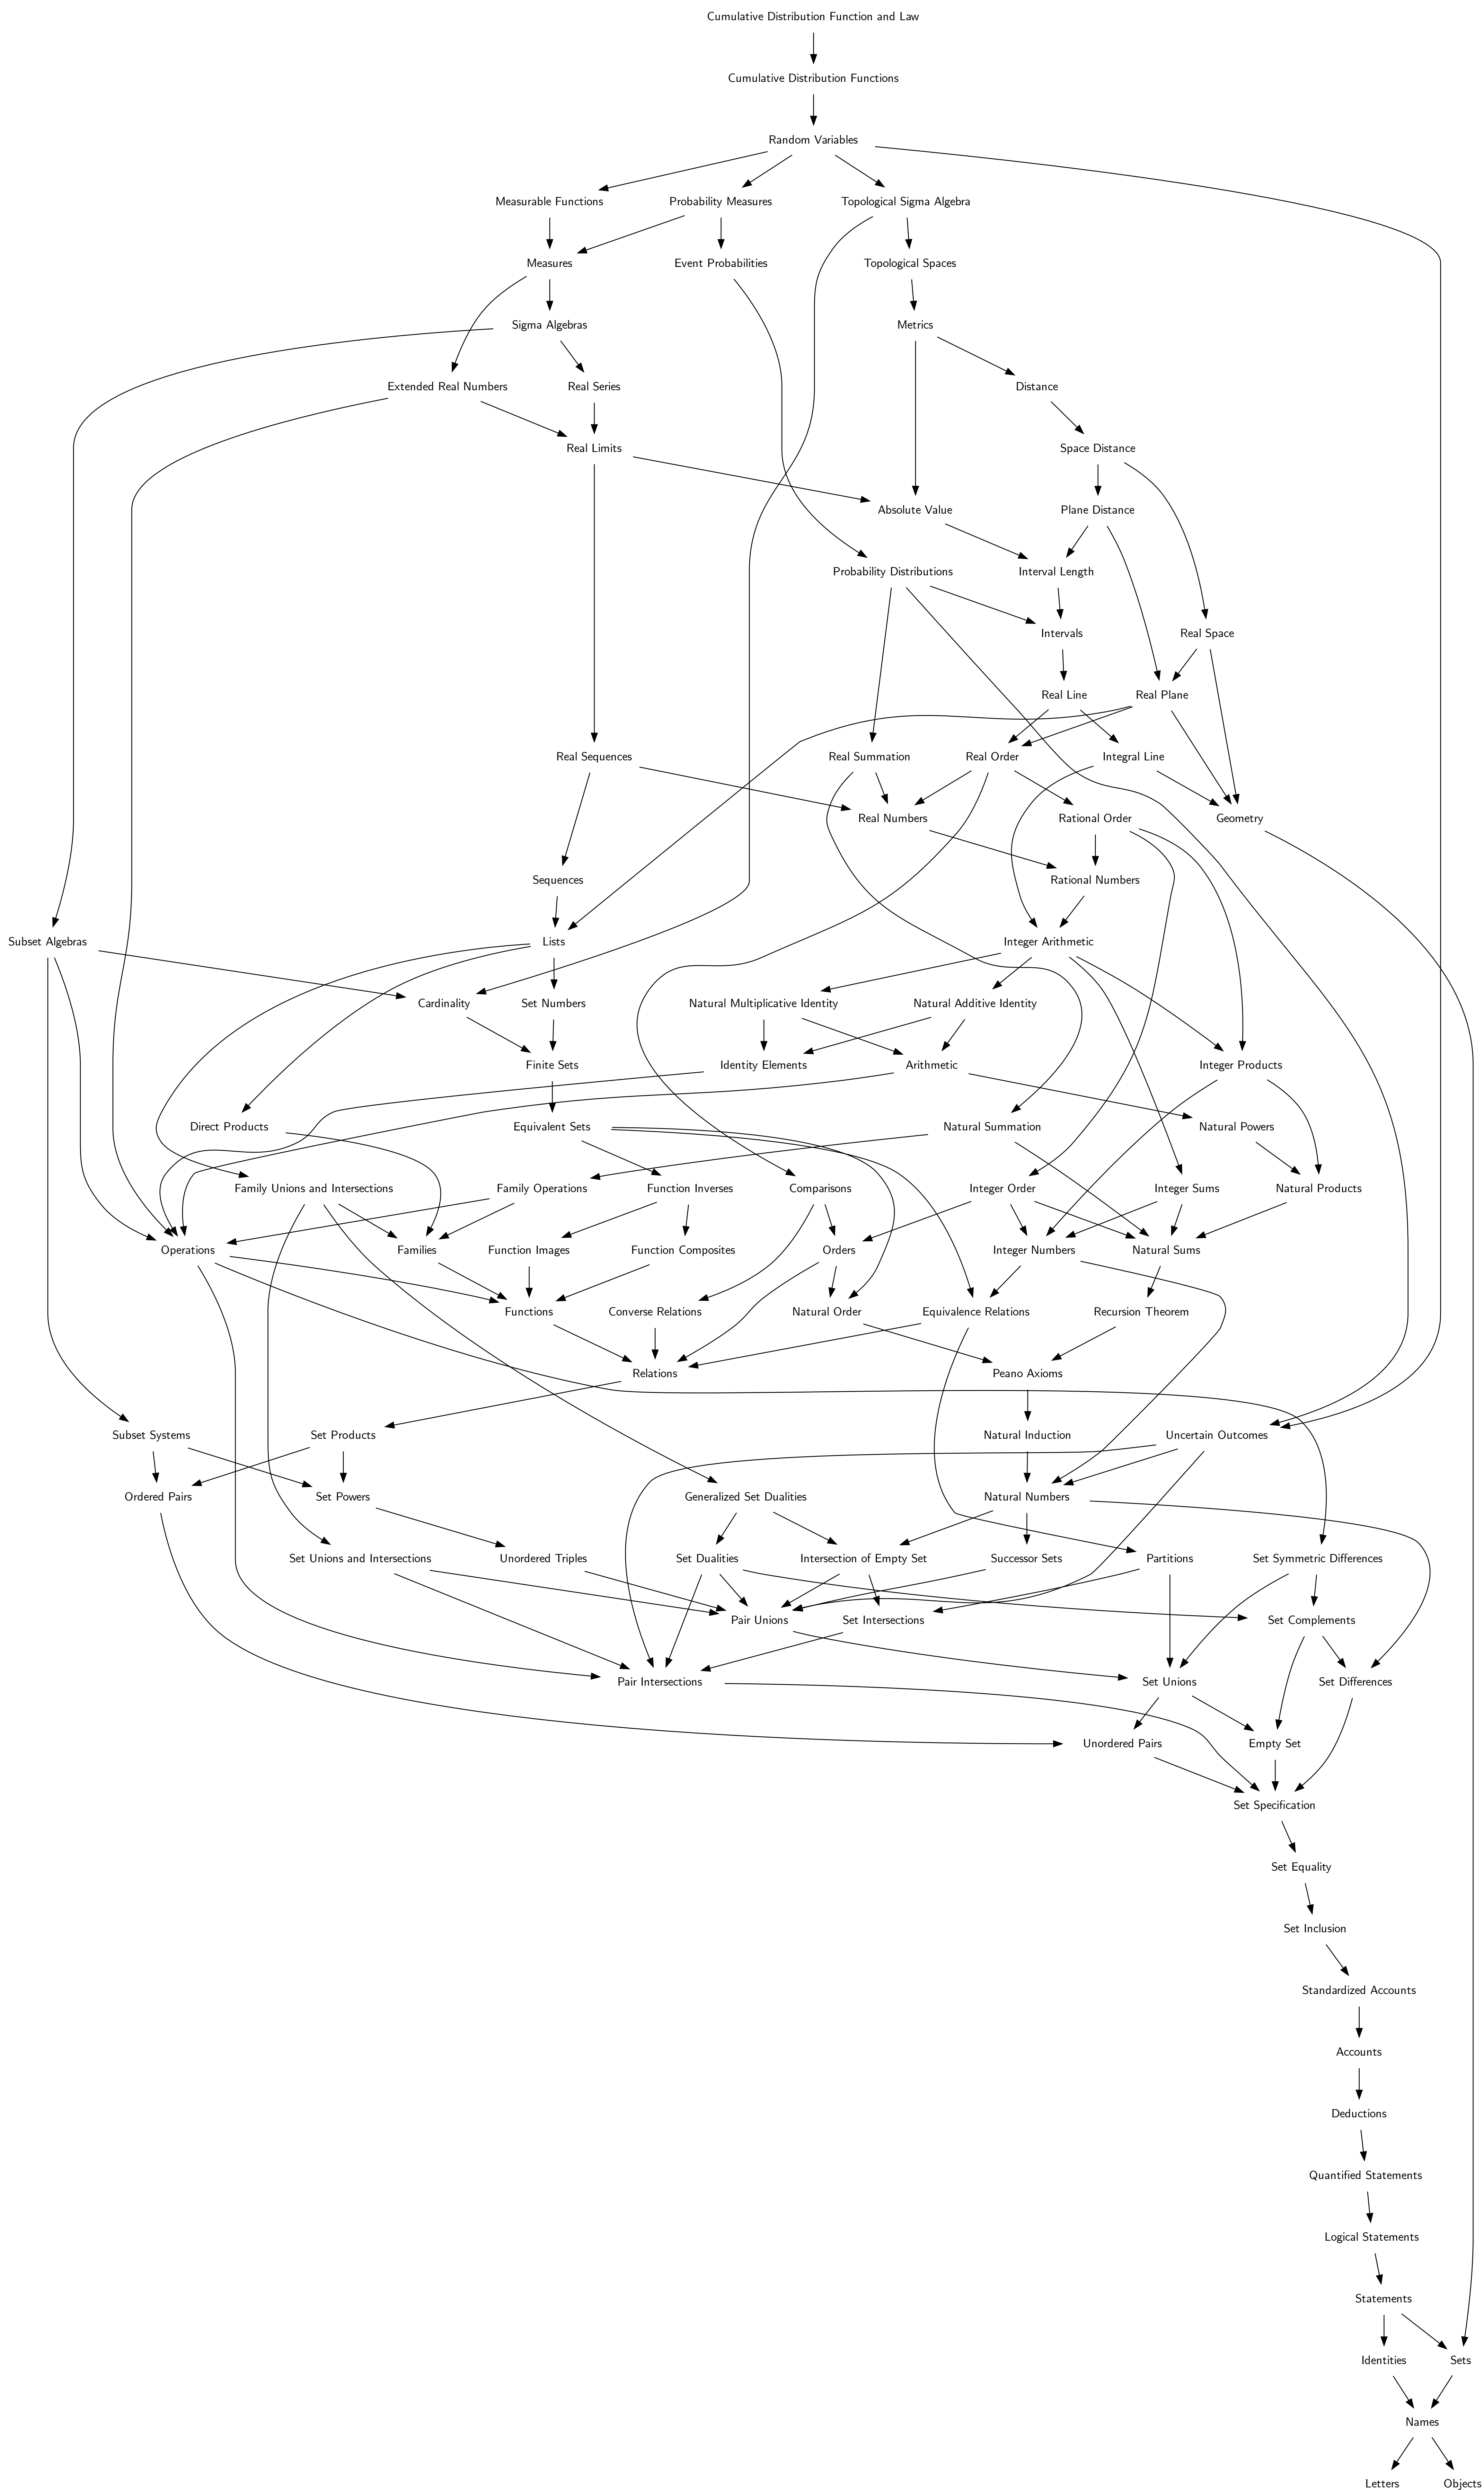 Cumulative Distribution Function and Law
Cumulative Distribution Functions
Random Variables
Measurable Functions
Probability Measures
Topological Sigma Algebra
Measures
Event Probabilities
Topological Spaces
Sigma Algebras
Metrics
Extended Real Numbers
Real Series
Distance
Real Limits
Space Distance
Absolute Value
Plane Distance
Probability Distributions
Interval Length
Intervals
Real Space
Real Line
Real Plane
Real Sequences
Real Summation
Real Order
Integral Line
Real Numbers
Rational Order
Geometry
Sequences
Rational Numbers
Subset Algebras
Lists
Integer Arithmetic
Cardinality
Set Numbers
Natural Multiplicative Identity
Natural Additive Identity
Finite Sets
Identity Elements
Arithmetic
Integer Products
Direct Products
Equivalent Sets
Natural Summation
Natural Powers
Family Unions and Intersections
Family Operations
Function Inverses
Comparisons
Integer Order
Integer Sums
Natural Products
Operations
Families
Function Images
Function Composites
Orders
Integer Numbers
Natural Sums
Functions
Converse Relations
Natural Order
Equivalence Relations
Recursion Theorem
Relations
Peano Axioms
Subset Systems
Set Products
Natural Induction
Uncertain Outcomes
Ordered Pairs
Set Powers
Generalized Set Dualities
Natural Numbers
Set Unions and Intersections
Unordered Triples
Set Dualities
Intersection of Empty Set
Successor Sets
Partitions
Set Symmetric Differences
Pair Unions
Set Intersections
Set Complements
Pair Intersections
Set Unions
Set Differences
Unordered Pairs
Empty Set
Set Specification
Set Equality
Set Inclusion
Standardized Accounts
Accounts
Deductions
Quantified Statements
Logical Statements
Statements
Identities
Sets
Names
Letters
Objects